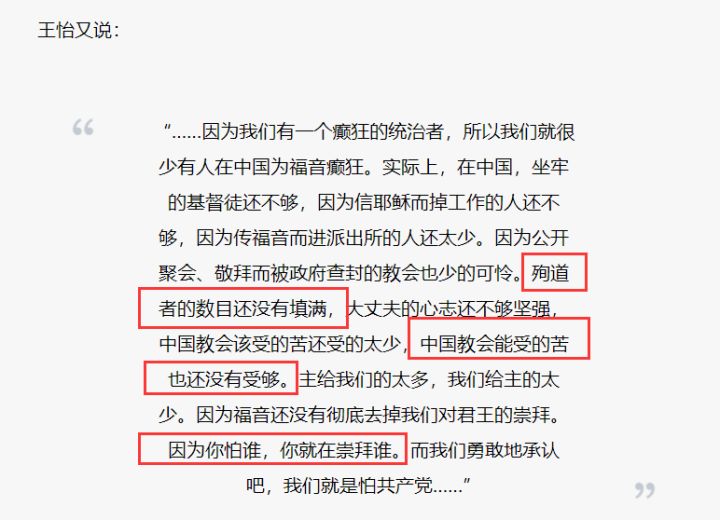 王怡又说：
“
“……因为我们有一个癫狂的统治者，所以我们就很
少有人在中国为福音癫狂。实际上，在中国，坐牢
的基督徒还不够，因为信耶稣而掉工作的人还不
够，因为传福音而进派出所的人还太少。因为公开
聚会、敬拜而被政府查封的教会也少的可怜。殉道
者的数目还没有填满，大丈夫的心志还不够坚强，
中国教会该受的苦还受的太少，中国教会能受的苦
也还没有受够。主给我们的太多，我们给主的太
少。因为福音还没有彻底去掉我们对君王的崇拜。
因为你怕谁，你就在崇拜谁。而我们勇敢地承认
吧，我们就是怕共产党……”
”